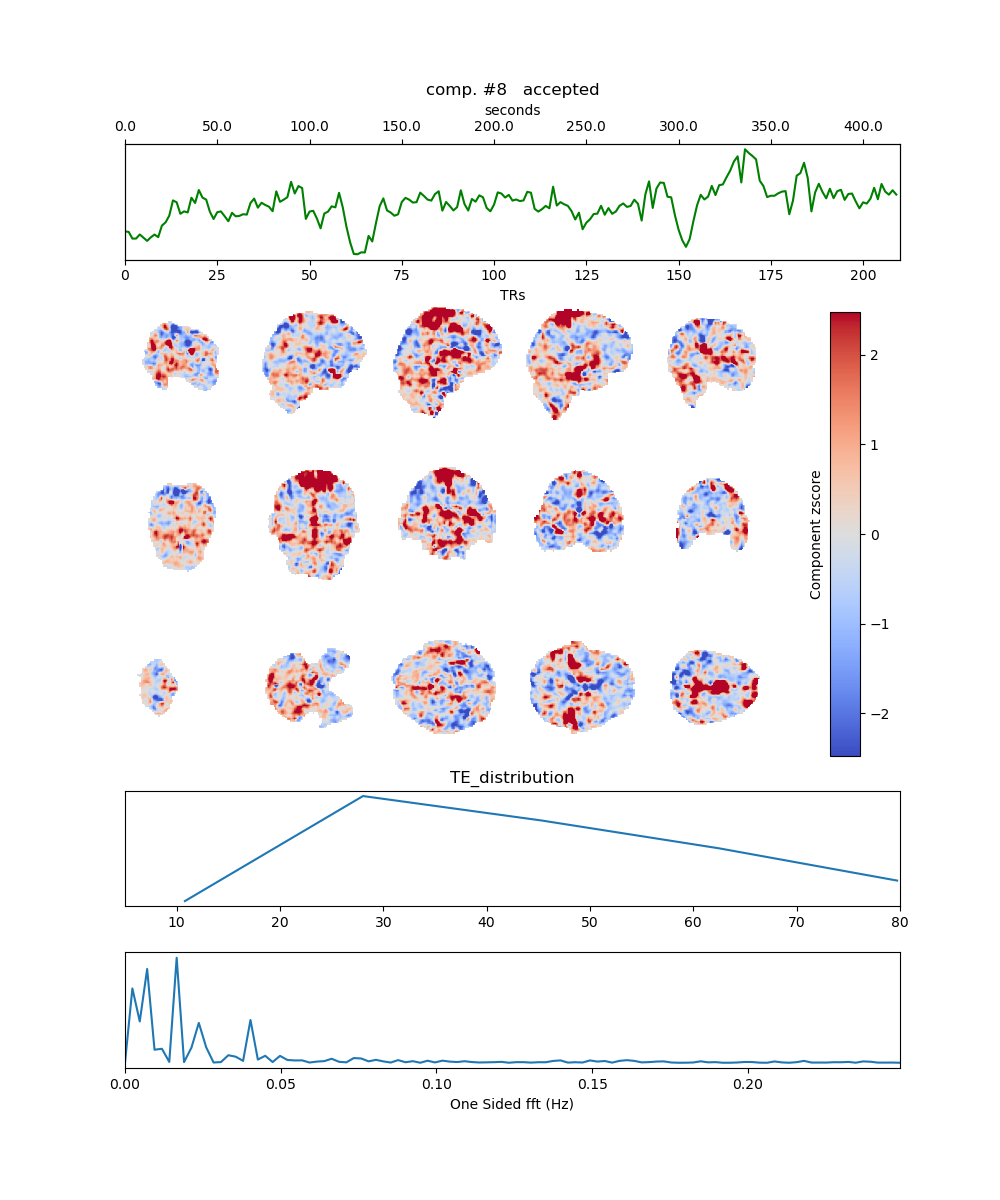 comp. #8   accepted
seconds
0.0 50.0 100.0 150.0 200.0 250.0 300.0 350.0 400.0
0 25 50 75 100 125 150 175 200
TRs
2
1
0
−1
−2
Component zscore
TE_distribution
10 20 30 40 50 60 70 80
0.00 0.05 0.10 0.15 0.20
One Sided fft (Hz)